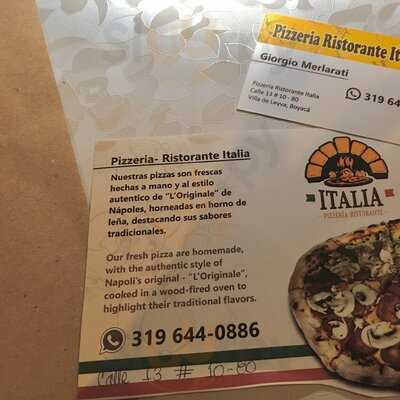 Pizzeria Ristorante It
Giorgio Merlarati
Pizzeria Ristorante Italia
Calle 13 # 10 - 80
Villa de Leyva, Boyacá
319 64
Pizzeria- Ristorante Italia
Nuestras pizzas son frescas
hechas a mano y al estilo
autentico de “L’Originale” de
Nápoles, horneadas en horno de
leña, destacando sus sabores
tradicionales.
Our fresh pizza are homemade,
with the authentic style of
Napoli's original - “L’Originale”,
cooked in a wood-fired oven to
highlight their traditional flavors.
319 644-0886
Calle 13 # 10-80
ITALIA
PIZZERIA RISTORANTE